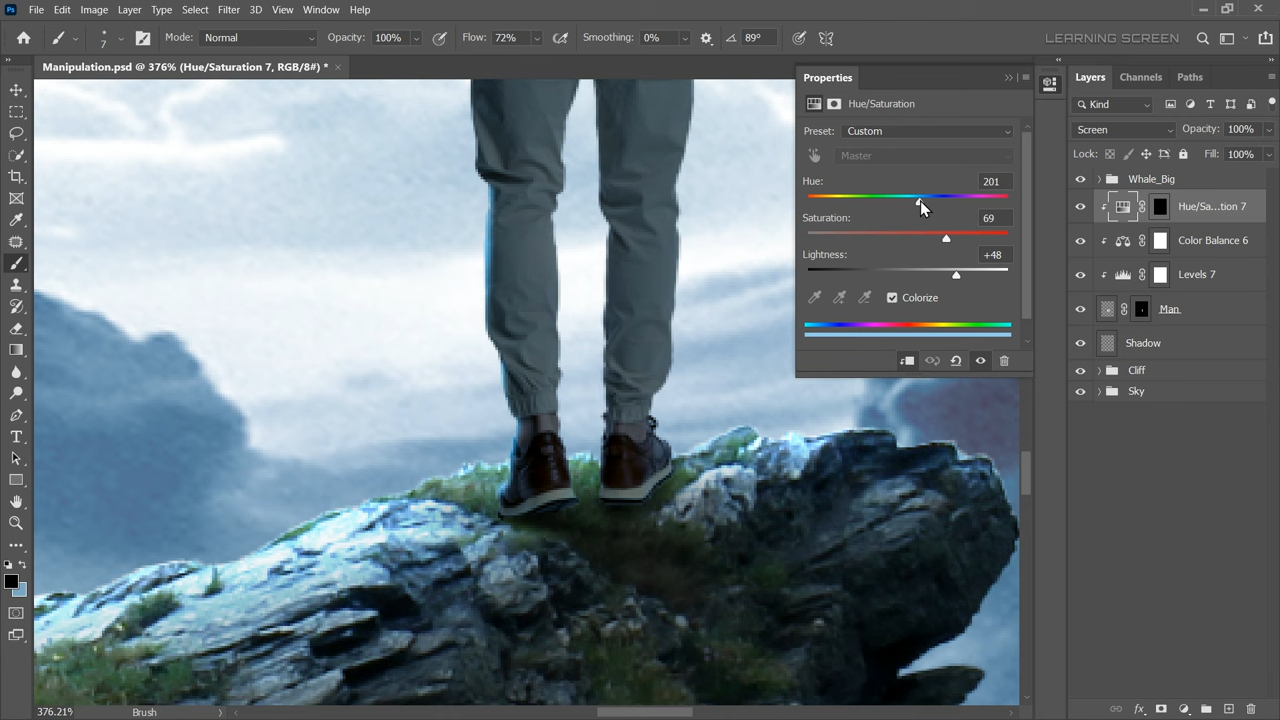 Ps File Edit Image Layer Type Select Filter 3D View Window Help
7 Mode: Normal Opacity: 100% Flow: 72% Smoothing: 0% 89° LEARNING SCREEN
Manipulation.psd @ 376% (Hue/Saturation 7, RGB/8#) * ×
Properties
Hue/Saturation
Preset: Custom
Master
Hue: 201
Saturation: 69
Lightness: +48
Colorize
Layers Channels Paths
Kind
Screen Opacity: 100%
Lock: Fill: 100%
Whale_Big
Hue/Sa...tion 7
Color Balance 6
Levels 7
Man
Shadow
Cliff
Sky
376.21% Brush